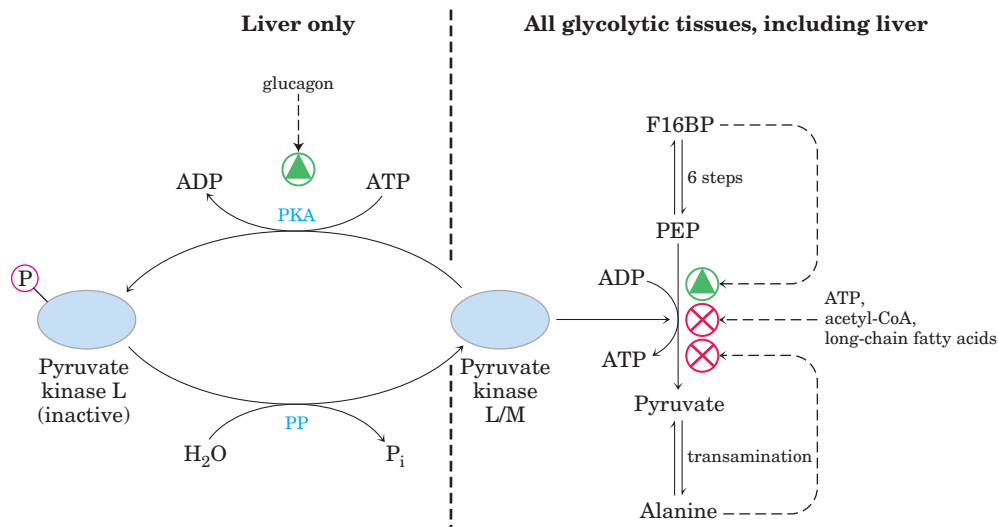 Liver only
All glycolytic tissues, including liver
glucagon
ADP
ATP
PKA
P
Pyruvate
kinase L
(inactive)
PP
H₂O
Pᵢ
Pyruvate
kinase
L/M
F16BP
6 steps
PEP
ADP
ATP
ATP,
acetyl-CoA,
long-chain fatty acids
Pyruvate
transamination
Alanine